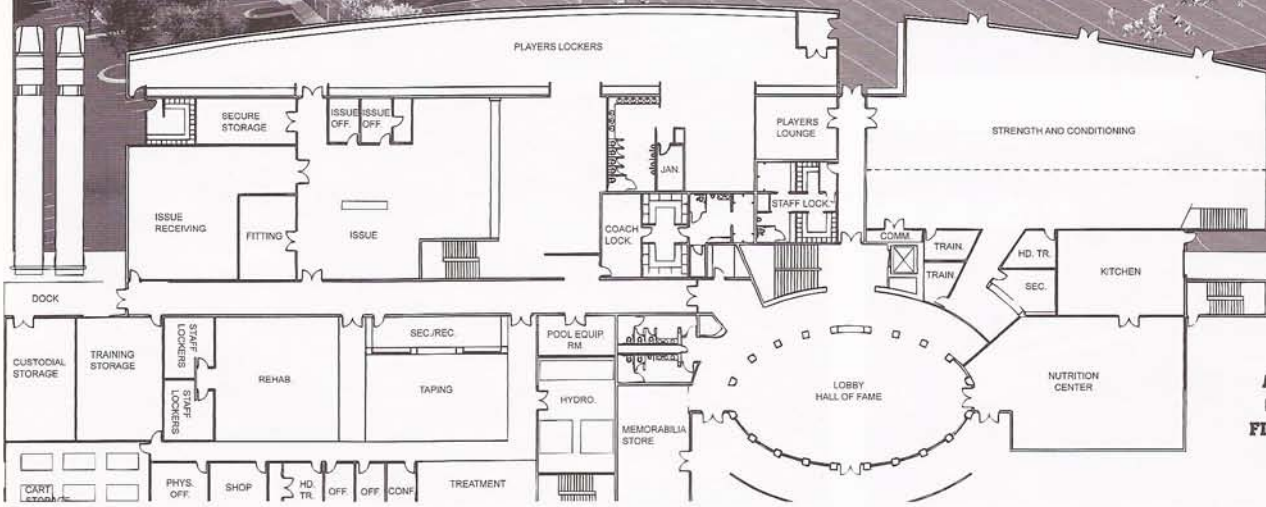 PLAYERS LOCKERS
SECURE
STORAGE
ISSUE
OFF.
ISSUE
OFF
PLAYERS
LOUNGE
STRENGTH AND CONDITIONING
JAN.
ISSUE
RECEIVING
FITTING
ISSUE
COACH
LOCK.
STAFF LOCK.
COMM.
TRAIN.
TRAIN
HD. TR.
SEC.
KITCHEN
DOCK
CUSTODIAL
STORAGE
TRAINING
STORAGE
STAFF
LOCKERS
STAFF
LOCKERS
REHAB
SEC./REC.
TAPING
POOL EQUIP.
RM.
HYDRO.
MEMORABILIA
STORE
LOBBY
HALL OF FAME
NUTRITION
CENTER
CART
STORAGE
PHYS.
OFF.
SHOP
HD.
TR.
OFF.
OFF
CONF.
TREATMENT